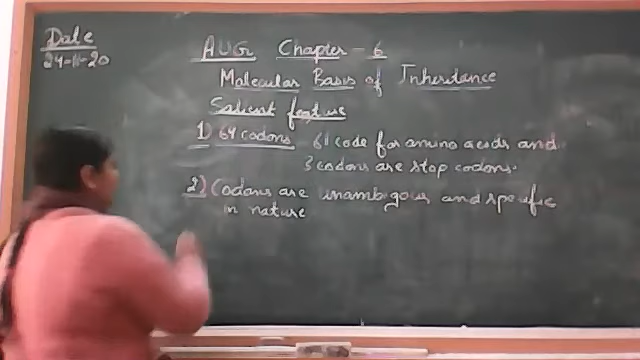 Date
24-11-20
AUG Chapter - 6
Molecular Basis of Inheritance
Salient feature
1) 64 codons 61 code for amino acids and
3 codons are stop codons.
2) Codons are unambigous and specific
in nature